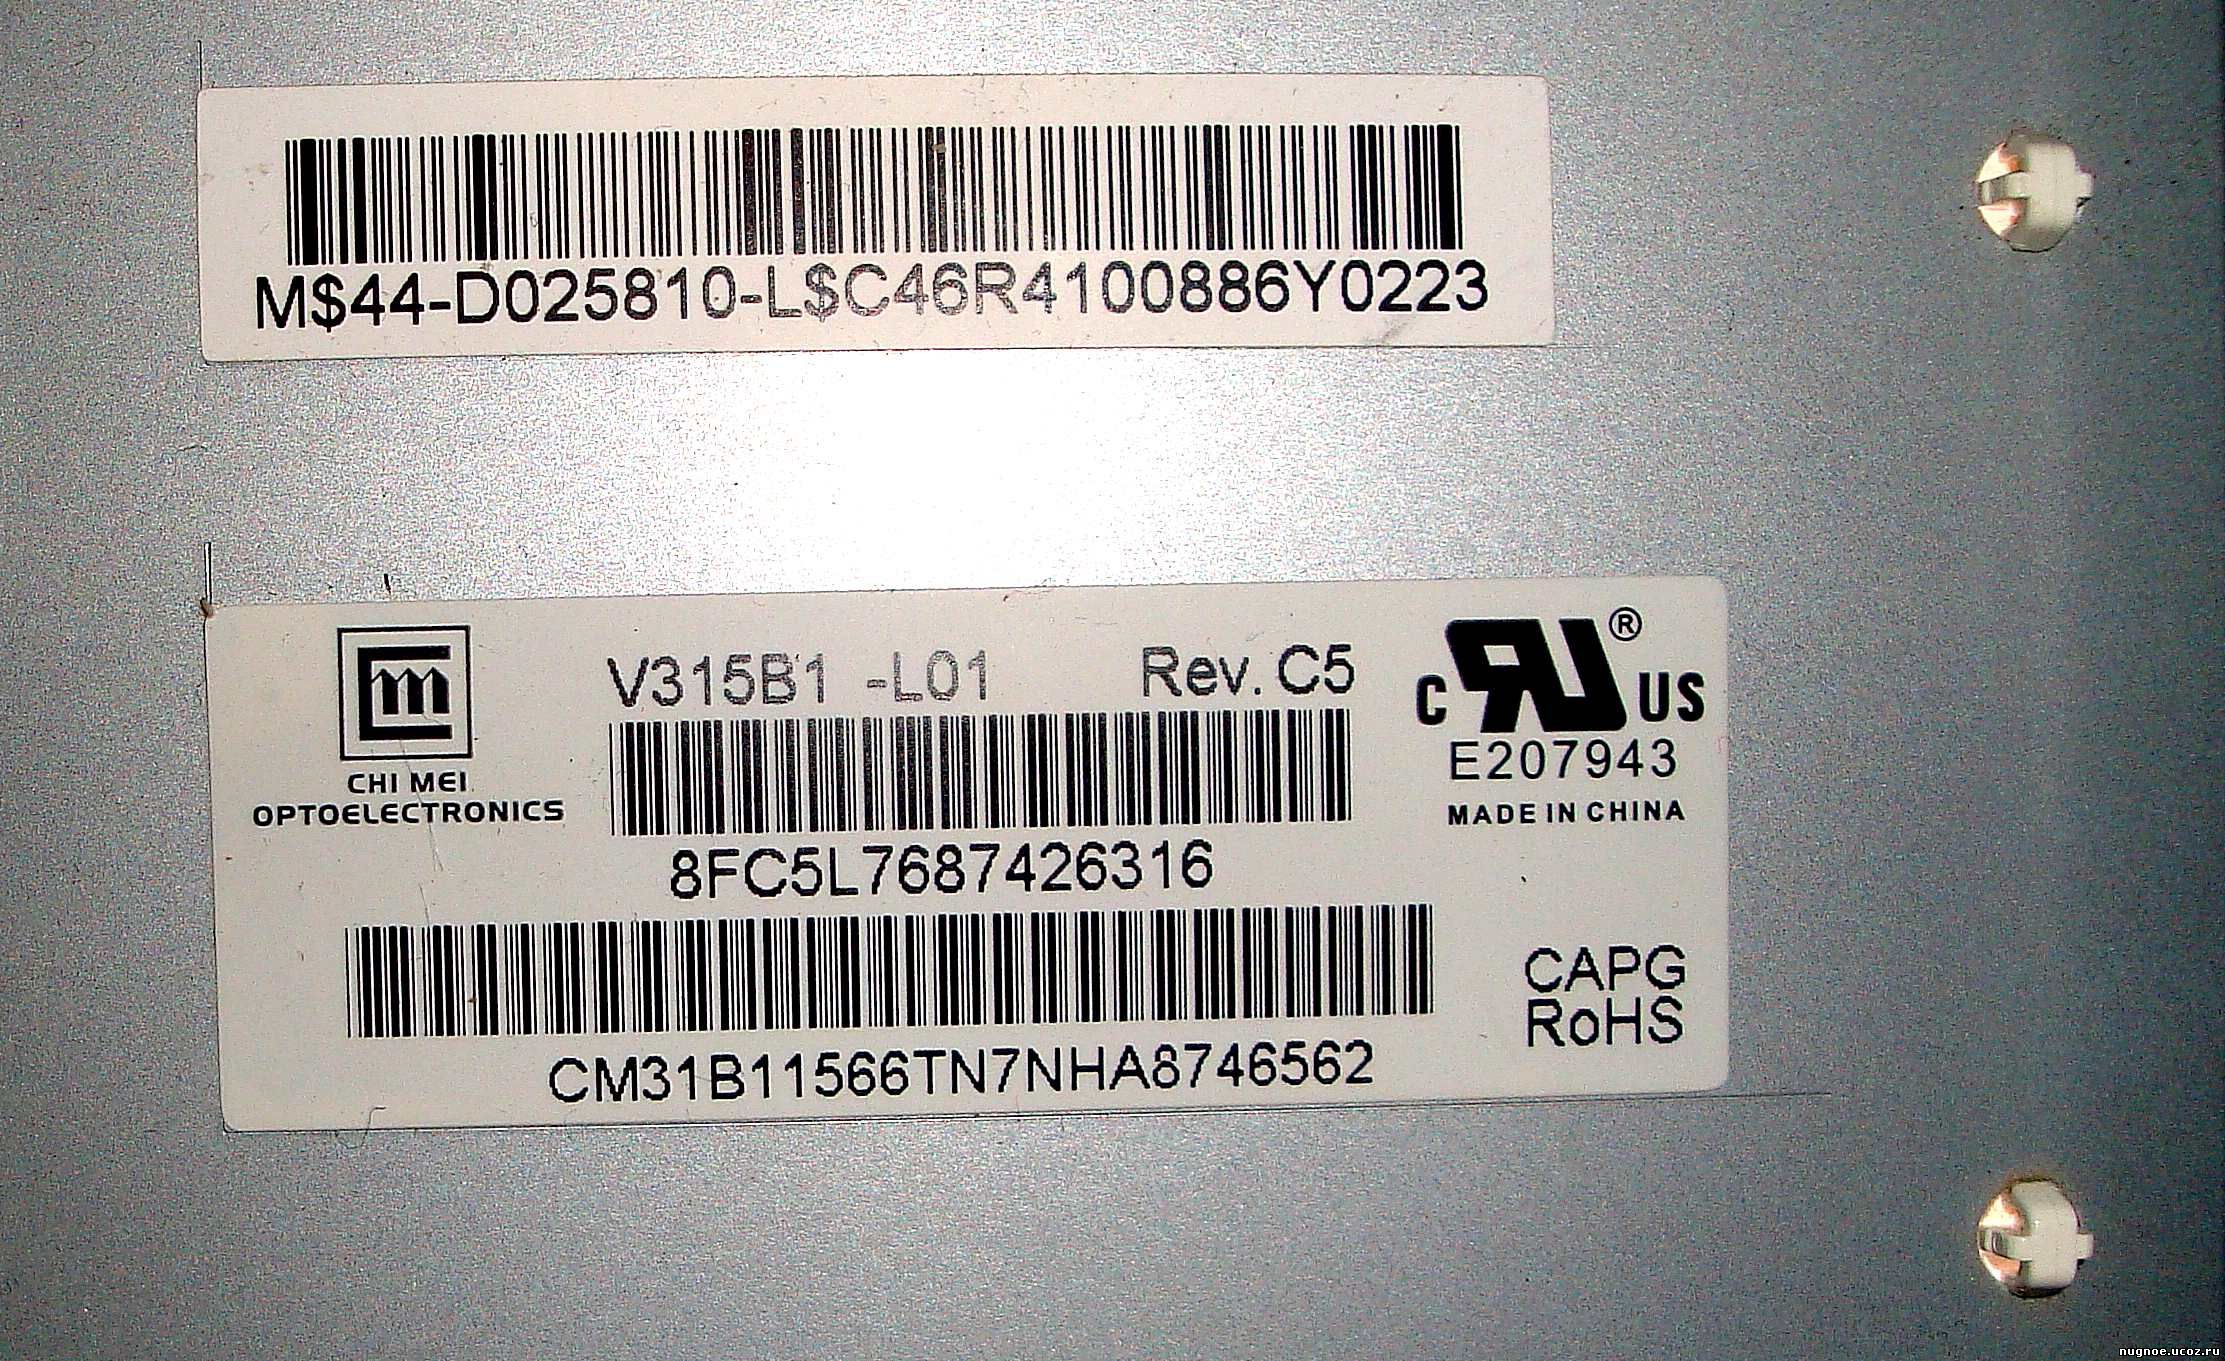 M$44-D025810-L$C46R4100886Y0223
V315B1 -L01 Rev. C5
CHI MEI
OPTOELECTRONICS
8FC5L7687426316
CM31B11566TN7NHA8746562
C UR ® US
E207943
MADE IN CHINA
CAPG
RoHS
nugnoe.ucoz.ru